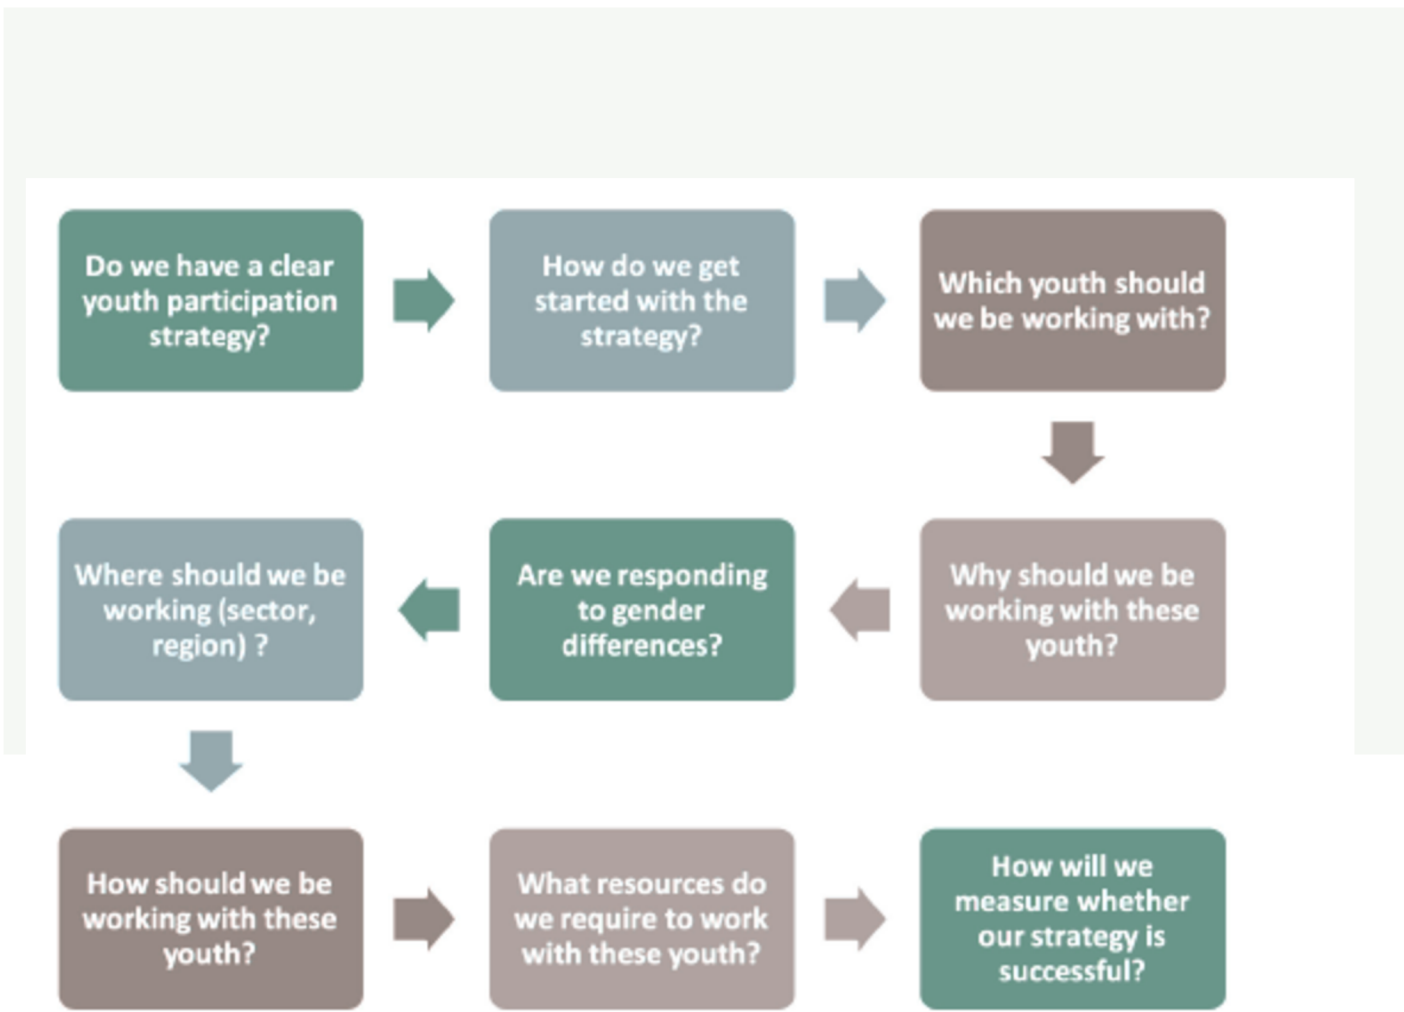 Do we have a clear
youth participation
strategy?
How do we get
started with the
strategy?
Which youth should
we be working with?
Why should we be
working with these
youth?
Are we responding
to gender
differences?
Where should we be
working (sector,
region) ?
How should we be
working with these
youth?
What resources do
we require to work
with these youth?
How will we
measure whether
our strategy is
successful?